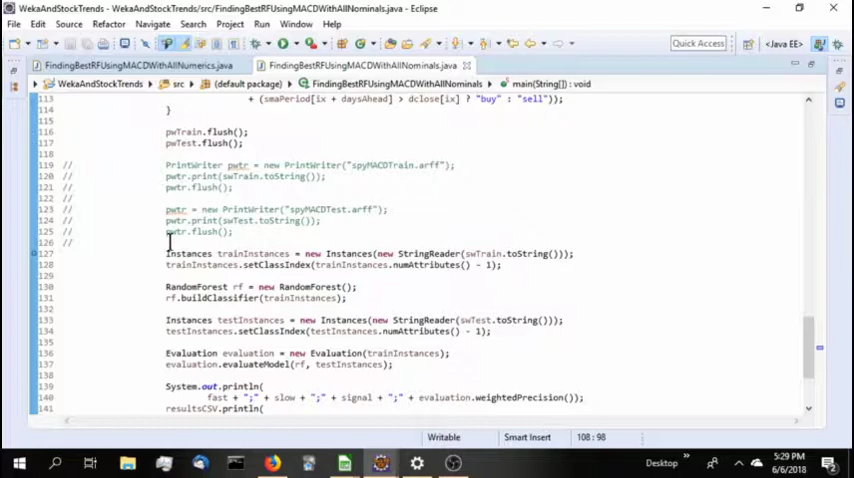 WekaAndStockTrends - WekaAndStockTrends/src/FindingBestRFUsingMACDWithAllNominals.java - Eclipse
File Edit Source Refactor Navigate Search Project Run Window Help
Quick Access <Java EE>
FindingBestRFUsingMACDWithAllNumerics.java FindingBestRFUsingMACDWithAllNominals.java
WekaAndStockTrends src (default package) FindingBestRFUsingMACDWithAllNominals main(String[]) : void
113 + (smaPeriod[ix + daysAhead] > dclose[ix] ? "buy" : "sell"));
114 }
115
116 pwTrain.flush();
117 pwTest.flush();
118
119 // PrintWriter pwtr = new PrintWriter("spyMACDTrain.arff");
120 // pwtr.print(swTrain.toString());
121 // pwtr.flush();
122 //
123 // pwtr = new PrintWriter("spyMACDTest.arff");
124 // pwtr.print(swTest.toString());
125 // pwtr.flush();
126 //
127 Instances trainInstances = new Instances(new StringReader(swTrain.toString()));
128 trainInstances.setClassIndex(trainInstances.numAttributes() - 1);
129
130 RandomForest rf = new RandomForest();
131 rf.buildClassifier(trainInstances);
132
133 Instances testInstances = new Instances(new StringReader(swTest.toString()));
134 testInstances.setClassIndex(testInstances.numAttributes() - 1);
135
136 Evaluation evaluation = new Evaluation(trainInstances);
137 evaluation.evaluateModel(rf, testInstances);
138
139 System.out.println(
140 fast + ";" + slow + ";" + signal + ";" + evaluation.weightedPrecision());
141 resultsCSV.println(
Writable Smart Insert 108 : 98
Desktop
5:29 PM
6/6/2018
2